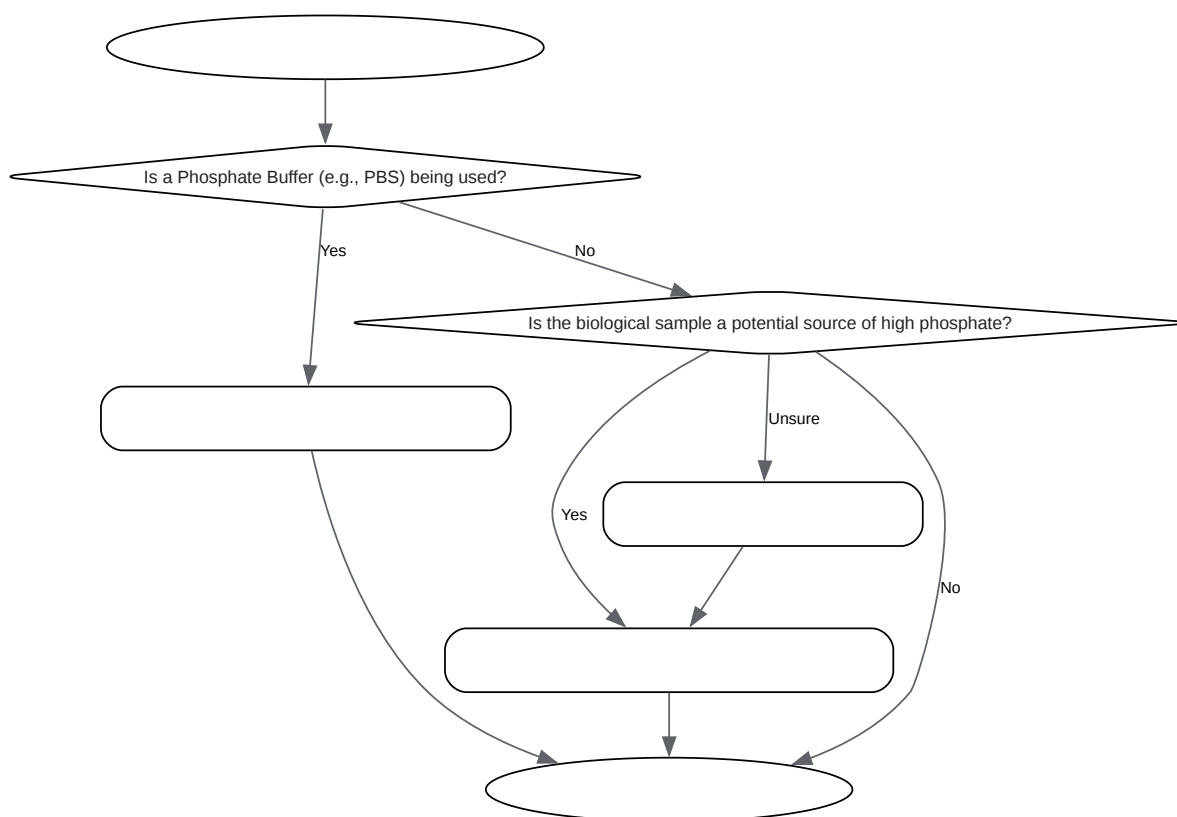 Is a Phosphate Buffer (e.g., PBS) being used?
Yes
No
Is the biological sample a potential source of high phosphate?
Unsure
Yes
No